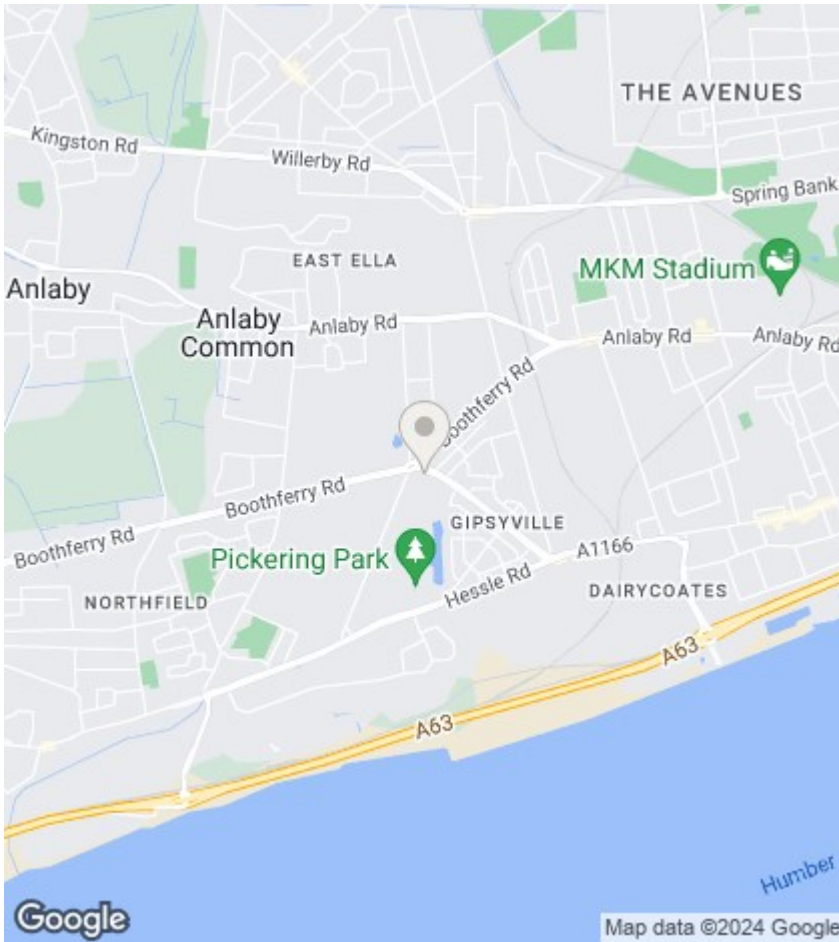 THE AVENUES
Kingston Rd
Willerby Rd
Spring Bank
EAST ELLA
MKM Stadium
Anlaby
Anlaby
Common
Anlaby Rd
Anlaby Rd
Anlaby Rd
Boothferry Rd
Boothferry Rd
Boothferry Rd
GIPSYVILLE
Pickering Park
A1166
Hessle Rd
DAIRYCOATES
NORTHFIELD
A63
A63
Humber
Google
Map data ©2024 Google